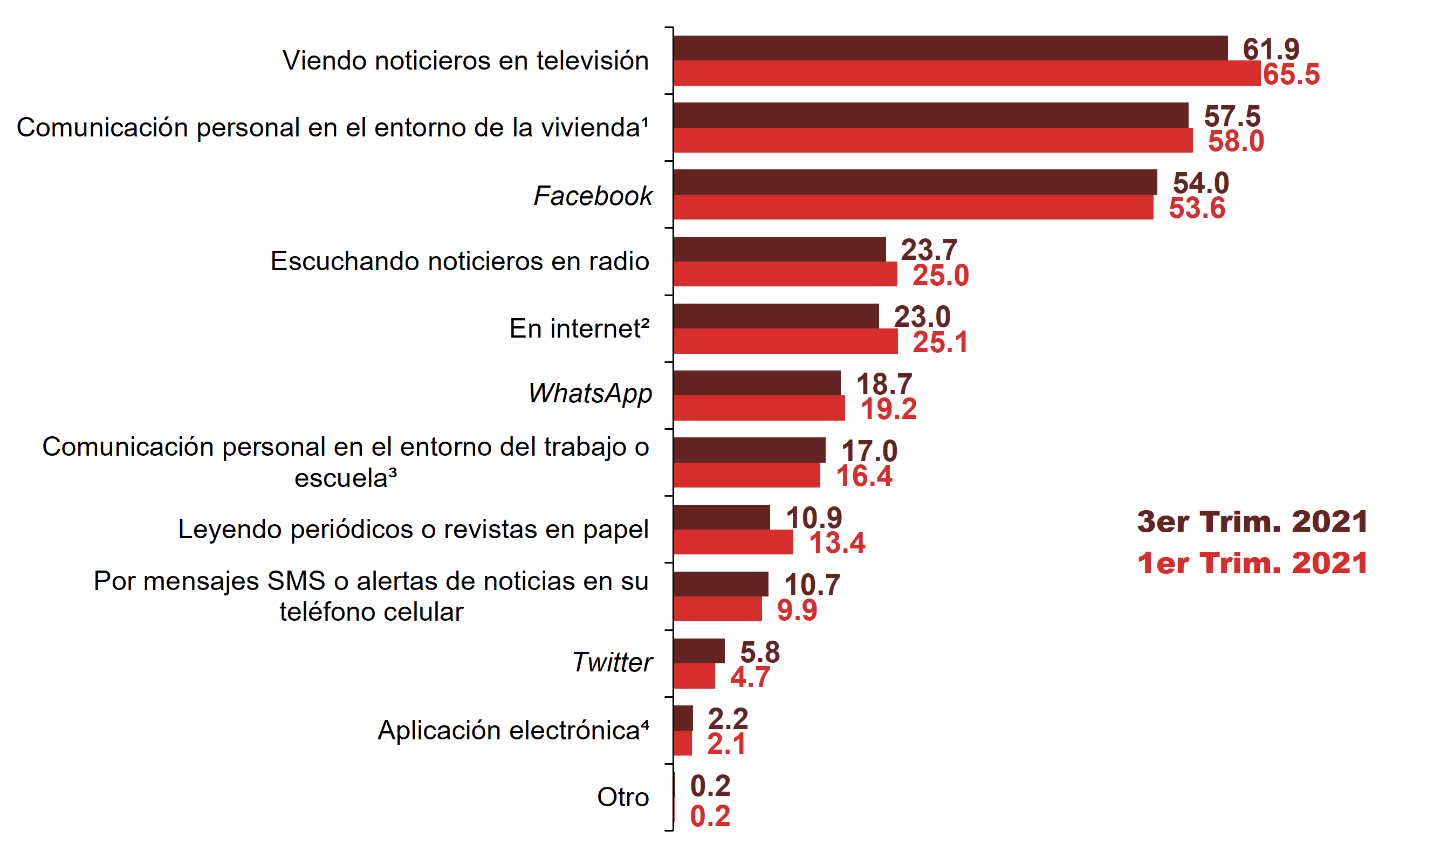 Viendo noticieros en televisión
61.9
65.5
Comunicación personal en el entorno de la vivienda¹
57.5
58.0
Facebook
54.0
53.6
Escuchando noticieros en radio
23.7
25.0
En internet²
23.0
25.1
WhatsApp
18.7
19.2
Comunicación personal en el entorno del trabajo o
escuela³
17.0
16.4
Leyendo periódicos o revistas en papel
10.9
13.4
3er Trim. 2021
1er Trim. 2021
Por mensajes SMS o alertas de noticias en su
teléfono celular
10.7
9.9
Twitter
5.8
4.7
Aplicación electrónica⁴
2.2
2.1
Otro
0.2
0.2